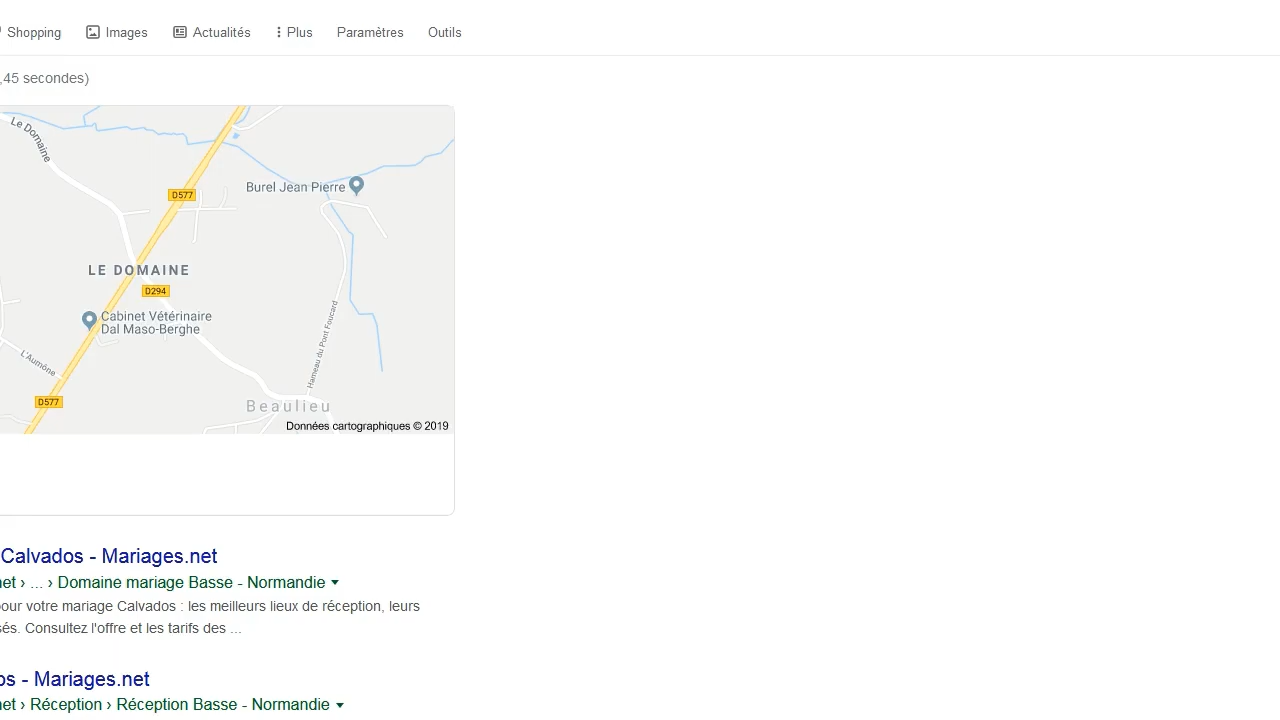 Shopping Images Actualités Plus Paramètres Outils
,45 secondes)
Le Domaine
D577
Burel Jean Pierre
LE DOMAINE
D294
Cabinet Vétérinaire
Dal Maso-Berghe
Hameau du Pont Foucard
L'Aumône
D577
Beaulieu
Données cartographiques © 2019
Calvados - Mariages.net
net › ... › Domaine mariage Basse - Normandie
pour votre mariage Calvados : les meilleurs lieux de réception, leurs
sés. Consultez l'offre et les tarifs des ...
os - Mariages.net
net › Réception › Réception Basse - Normandie